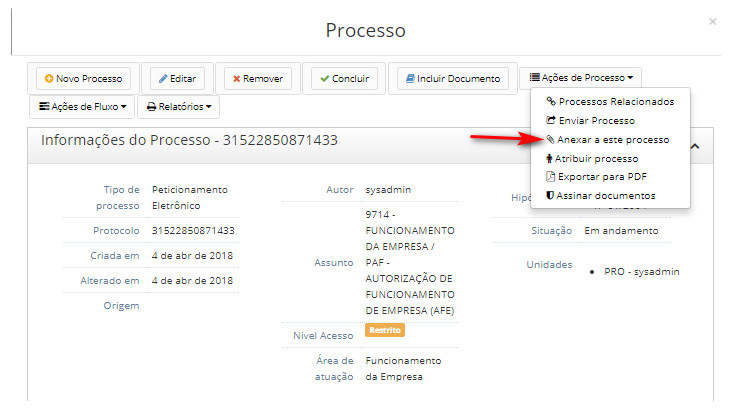 Processo
×
Novo Processo
Editar
Remover
Concluir
Incluir Documento
Ações de Processo
Ações de Fluxo
Relatórios
Processos Relacionados
Enviar Processo
Anexar a este processo
Atribuir processo
Exportar para PDF
Assinar documentos
Informações do Processo - 31522850871433
Tipo de
processo
Peticionamento
Eletrônico
Protocolo
31522850871433
Criada em
4 de abr de 2018
Alterado em
4 de abr de 2018
Origem
Autor
sysadmin
Assunto
9714 -
FUNCIONAMENTO
DA EMPRESA /
PAF -
AUTORIZAÇÃO DE
FUNCIONAMENTO
DE EMPRESA (AFE)
Nível Acesso
Restrito
Área de
atuação
Funcionamento
da Empresa
Situação
Em andamento
Unidades
PRO - sysadmin